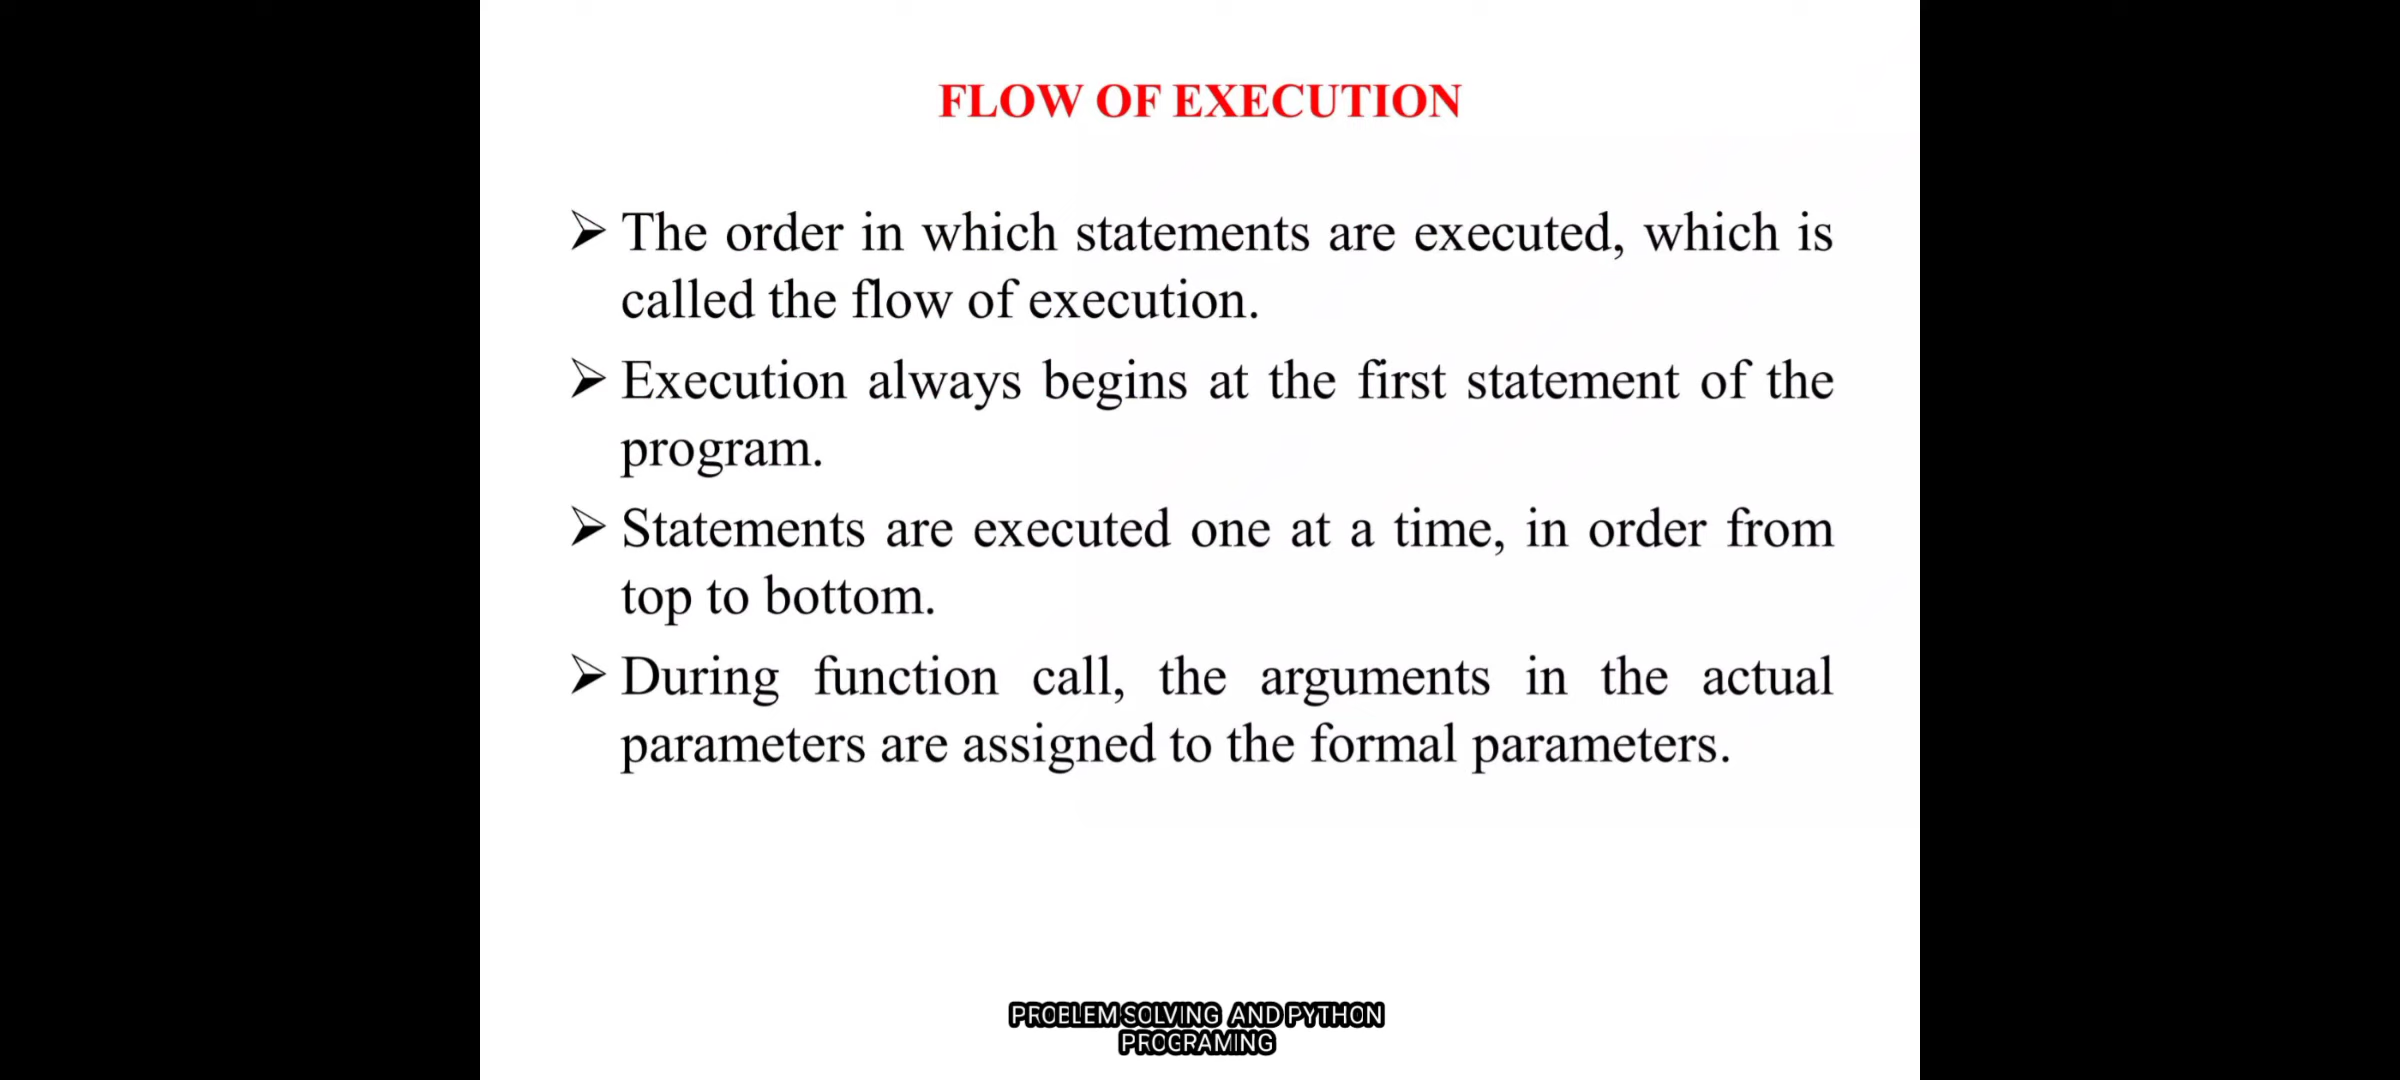 FLOW OF EXECUTION
➢ The order in which statements are executed, which is
called the flow of execution.
➢ Execution always begins at the first statement of the
program.
➢ Statements are executed one at a time, in order from
top to bottom.
➢ During function call, the arguments in the actual
parameters are assigned to the formal parameters.
PROBLEM SOLVING AND PYTHON
PROGRAMING